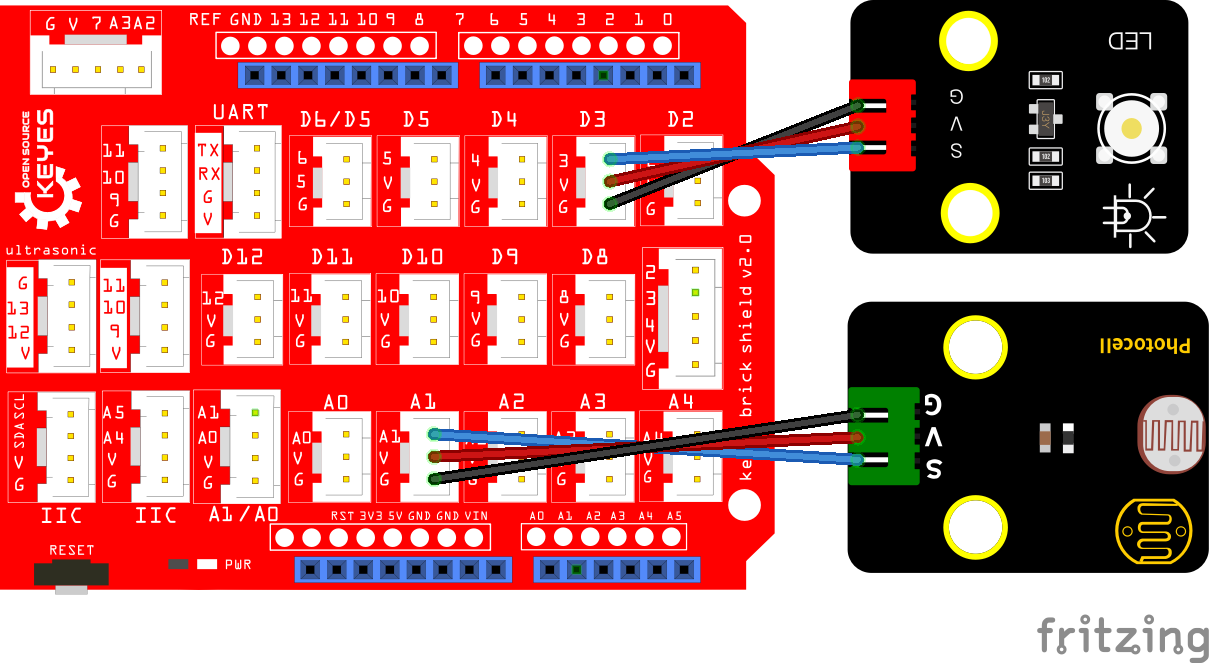 G V 7 A3 A2
REF GND 13 12 11 10 9 8 7 6 5 4 3 2 1 0
OPEN SOURCE
KEYES
UART
D6/D5 D5 D4 D3 D2
11
10
9
G
TX
RX
G
V
6
5
G
5
V
G
4
V
G
3
V
G
G
ultrasonic
D12 D11 D10 D9 D8
G
13
12
V
11
10
9
V
12
V
G
11
V
G
10
V
G
9
V
G
8
V
G
2
3
4
V
G
keyes brick shield v2.0
A0 A1 A2 A3 A4
SCL
SDA
V
G
A5
A4
V
G
A1
A0
V
G
A0
V
G
A1
V
G
G
V
G
A4
V
G
IIC IIC A1/A0
RST 3V3 5V GND GND VIN
A0 A1 A2 A3 A4 A5
RESET
PWR
LED
G
V
S
102
J3Y
102
103
Photocell
G
V
S
fritzing